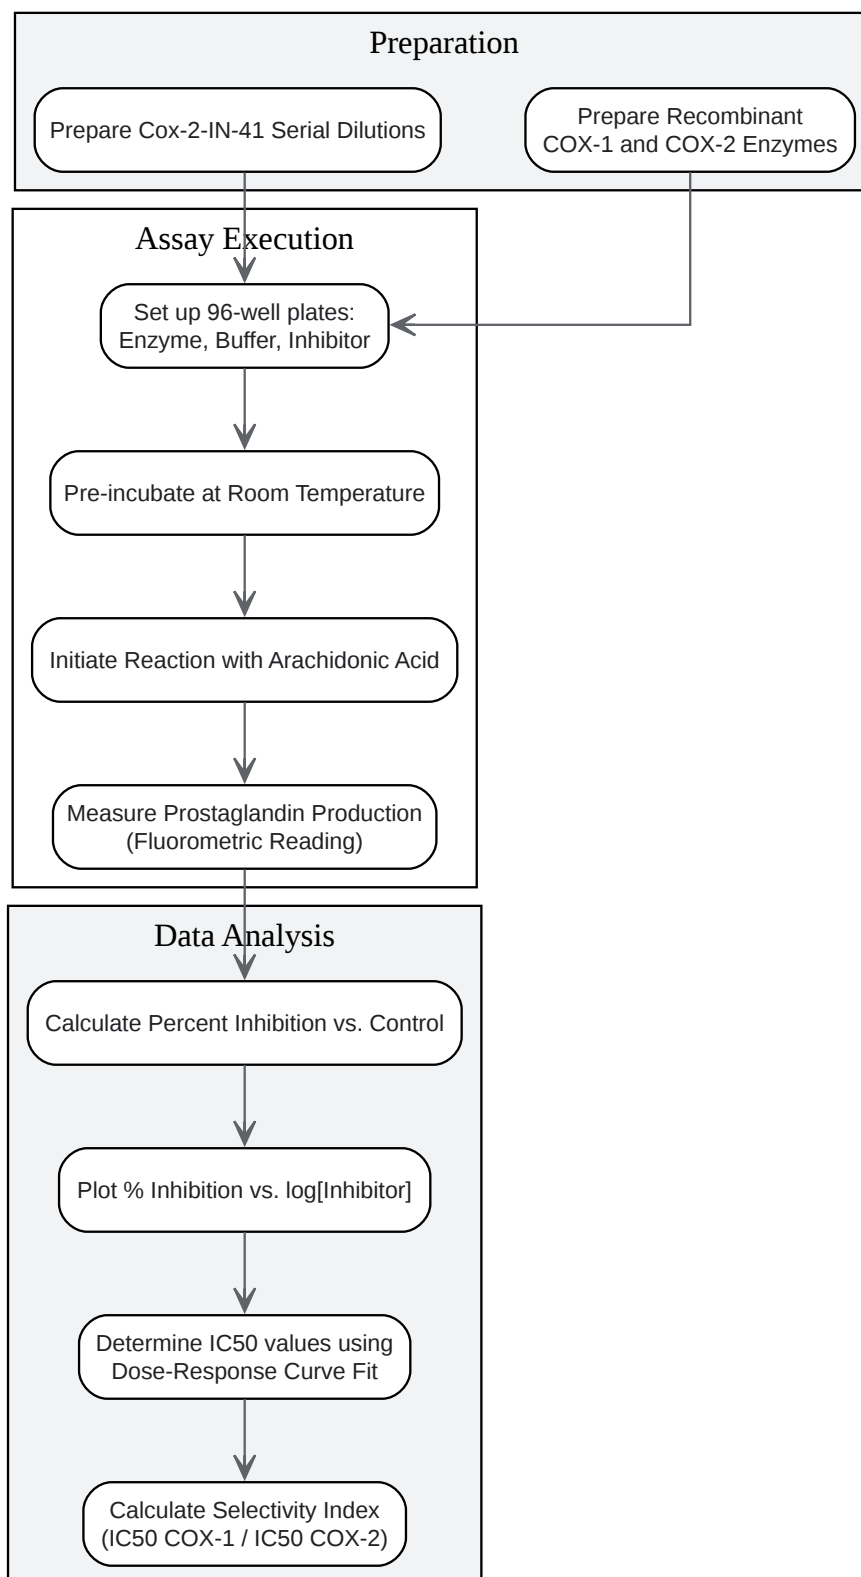 Preparation
Prepare Cox-2-IN-41 Serial Dilutions
Prepare Recombinant
COX-1 and COX-2 Enzymes
Assay Execution
Set up 96-well plates:
Enzyme, Buffer, Inhibitor
Pre-incubate at Room Temperature
Initiate Reaction with Arachidonic Acid
Measure Prostaglandin Production
(Fluorometric Reading)
Data Analysis
Calculate Percent Inhibition vs. Control
Plot % Inhibition vs. log[Inhibitor]
Determine IC50 values using
Dose-Response Curve Fit
Calculate Selectivity Index
(IC50 COX-1 / IC50 COX-2)